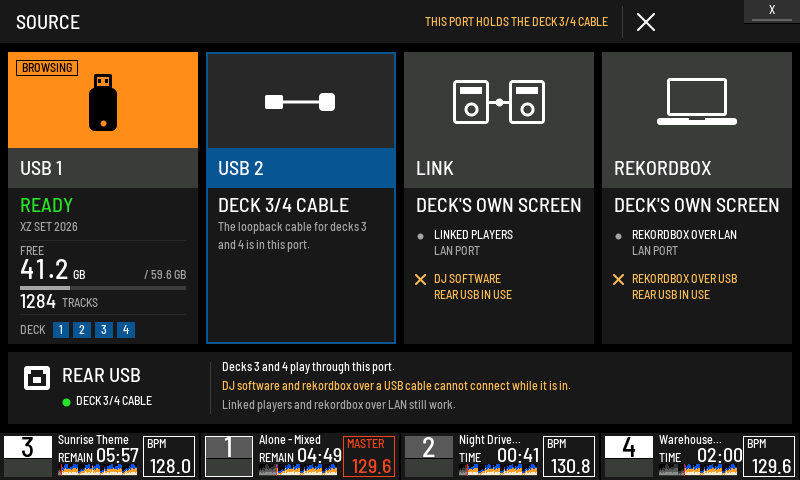 SOURCE
THIS PORT HOLDS THE DECK 3/4 CABLE
X
BROWSING
USB 1
READY
XZ SET 2026
FREE
41.2 GB / 59.6 GB
1284 TRACKS
DECK 1 2 3 4
USB 2
DECK 3/4 CABLE
The loopback cable for decks 3
and 4 is in this port.
LINK
DECK'S OWN SCREEN
LINKED PLAYERS
LAN PORT
DJ SOFTWARE
REAR USB IN USE
REKORDBOX
DECK'S OWN SCREEN
REKORDBOX OVER LAN
LAN PORT
REKORDBOX OVER USB
REAR USB IN USE
REAR USB
DECK 3/4 CABLE
Decks 3 and 4 play through this port.
DJ software and rekordbox over a USB cable cannot connect while it is in.
Linked players and rekordbox over LAN still work.
3
Sunrise Theme
REMAIN 05:57
BPM
128.0
1
Alone - Mixed
REMAIN 04:49
MASTER
129.6
2
Night Drive...
TIME 00:41
BPM
130.8
4
Warehouse...
TIME 02:00
BPM
129.6